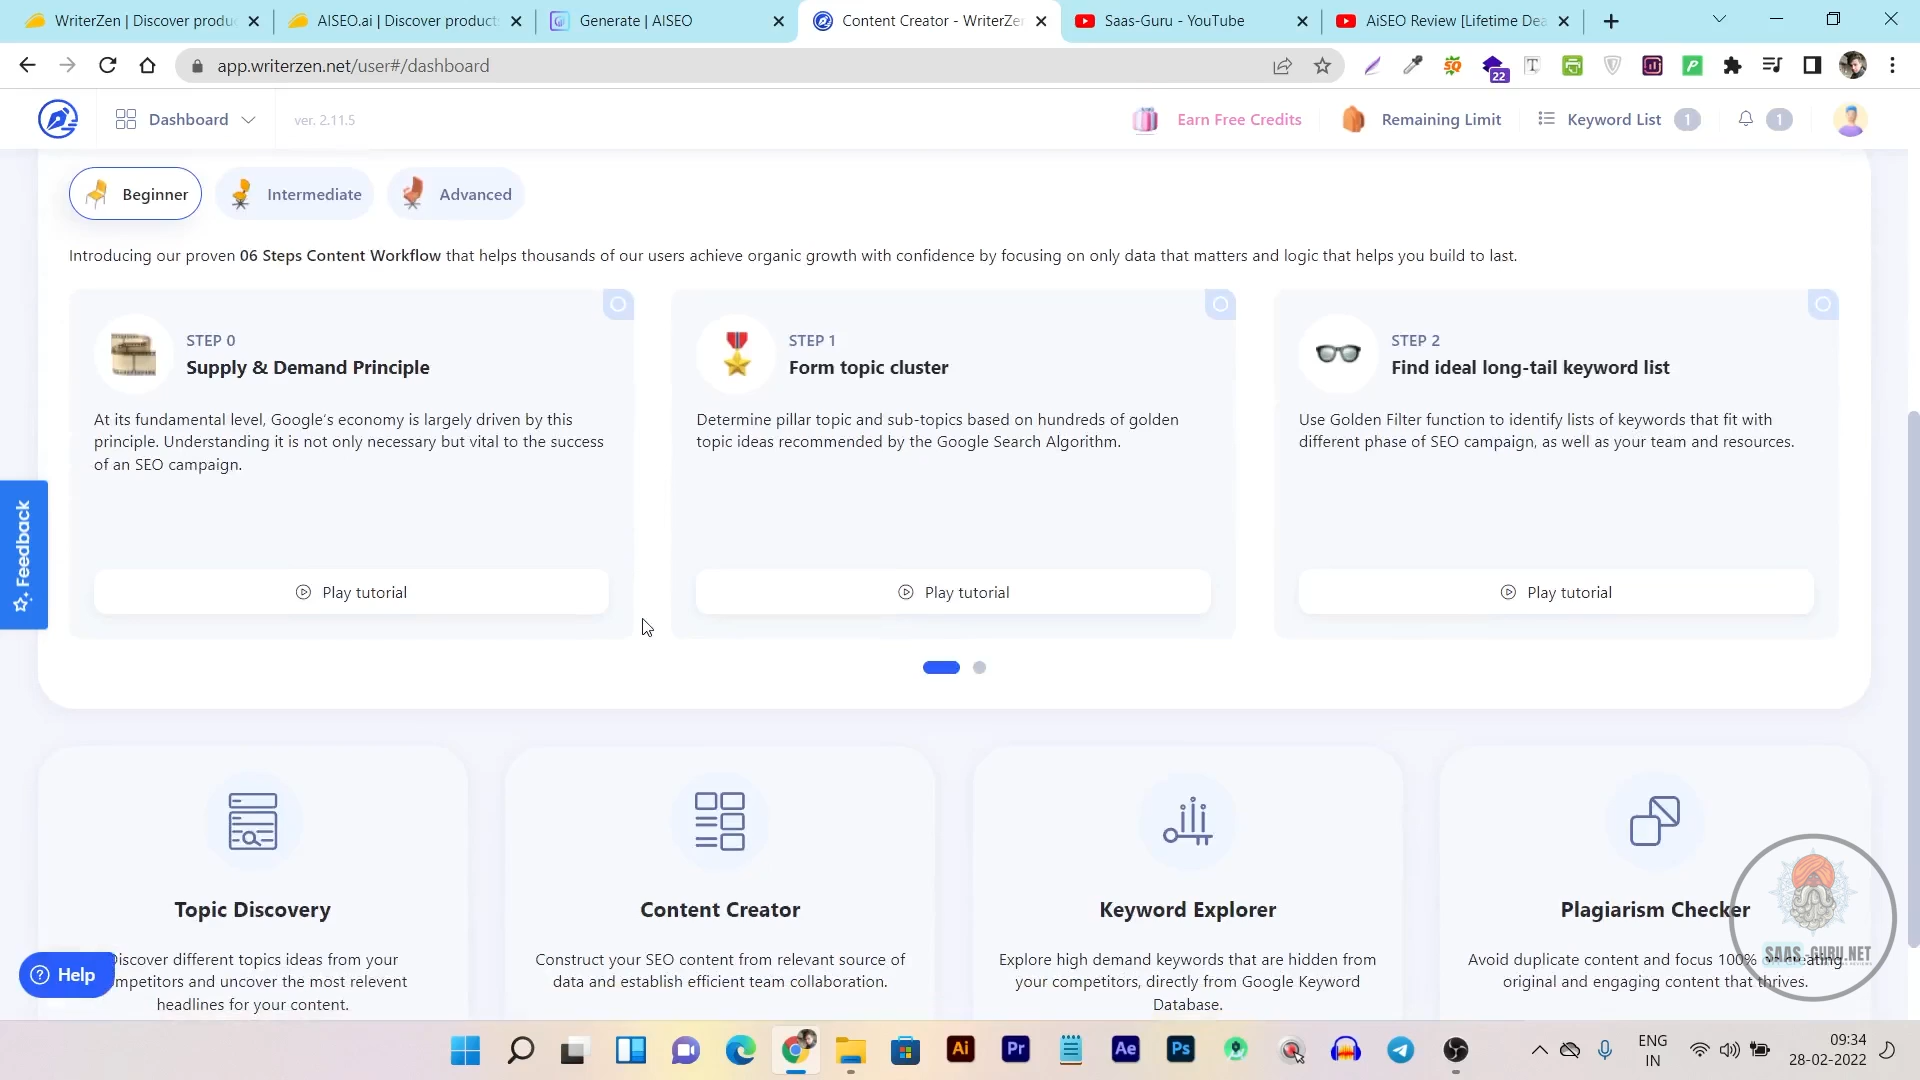 WriterZen | Discover produ
AISEO.ai | Discover product
Generate | AISEO
Content Creator - WriterZen
Saas-Guru - YouTube
AiSEO Review [Lifetime Dea
app.writerzen.net/user#/dashboard
22
Dashboard
ver. 2.11.5
Earn Free Credits
Remaining Limit
Keyword List 1
1
Beginner
Intermediate
Advanced
Introducing our proven 06 Steps Content Workflow that helps thousands of our users achieve organic growth with confidence by focusing on only data that matters and logic that helps you build to last.
STEP 0
Supply & Demand Principle
At its fundamental level, Google's economy is largely driven by this
principle. Understanding it is not only necessary but vital to the success
of an SEO campaign.
Play tutorial
STEP 1
Form topic cluster
Determine pillar topic and sub-topics based on hundreds of golden
topic ideas recommended by the Google Search Algorithm.
Play tutorial
STEP 2
Find ideal long-tail keyword list
Use Golden Filter function to identify lists of keywords that fit with
different phase of SEO campaign, as well as your team and resources.
Play tutorial
Feedback
Topic Discovery
Discover different topics ideas from your
mpetitors and uncover the most relevant
headlines for your content.
Content Creator
Construct your SEO content from relevant source of
data and establish efficient team collaboration.
Keyword Explorer
Explore high demand keywords that are hidden from
your competitors, directly from Google Keyword
Database.
Plagiarism Checker
Avoid duplicate content and focus 100% on creating
original and engaging content that thrives.
SAAS-GURU.NET
Help
Ai
Pr
Ae
Ps
ENG
IN
09:34
28-02-2022